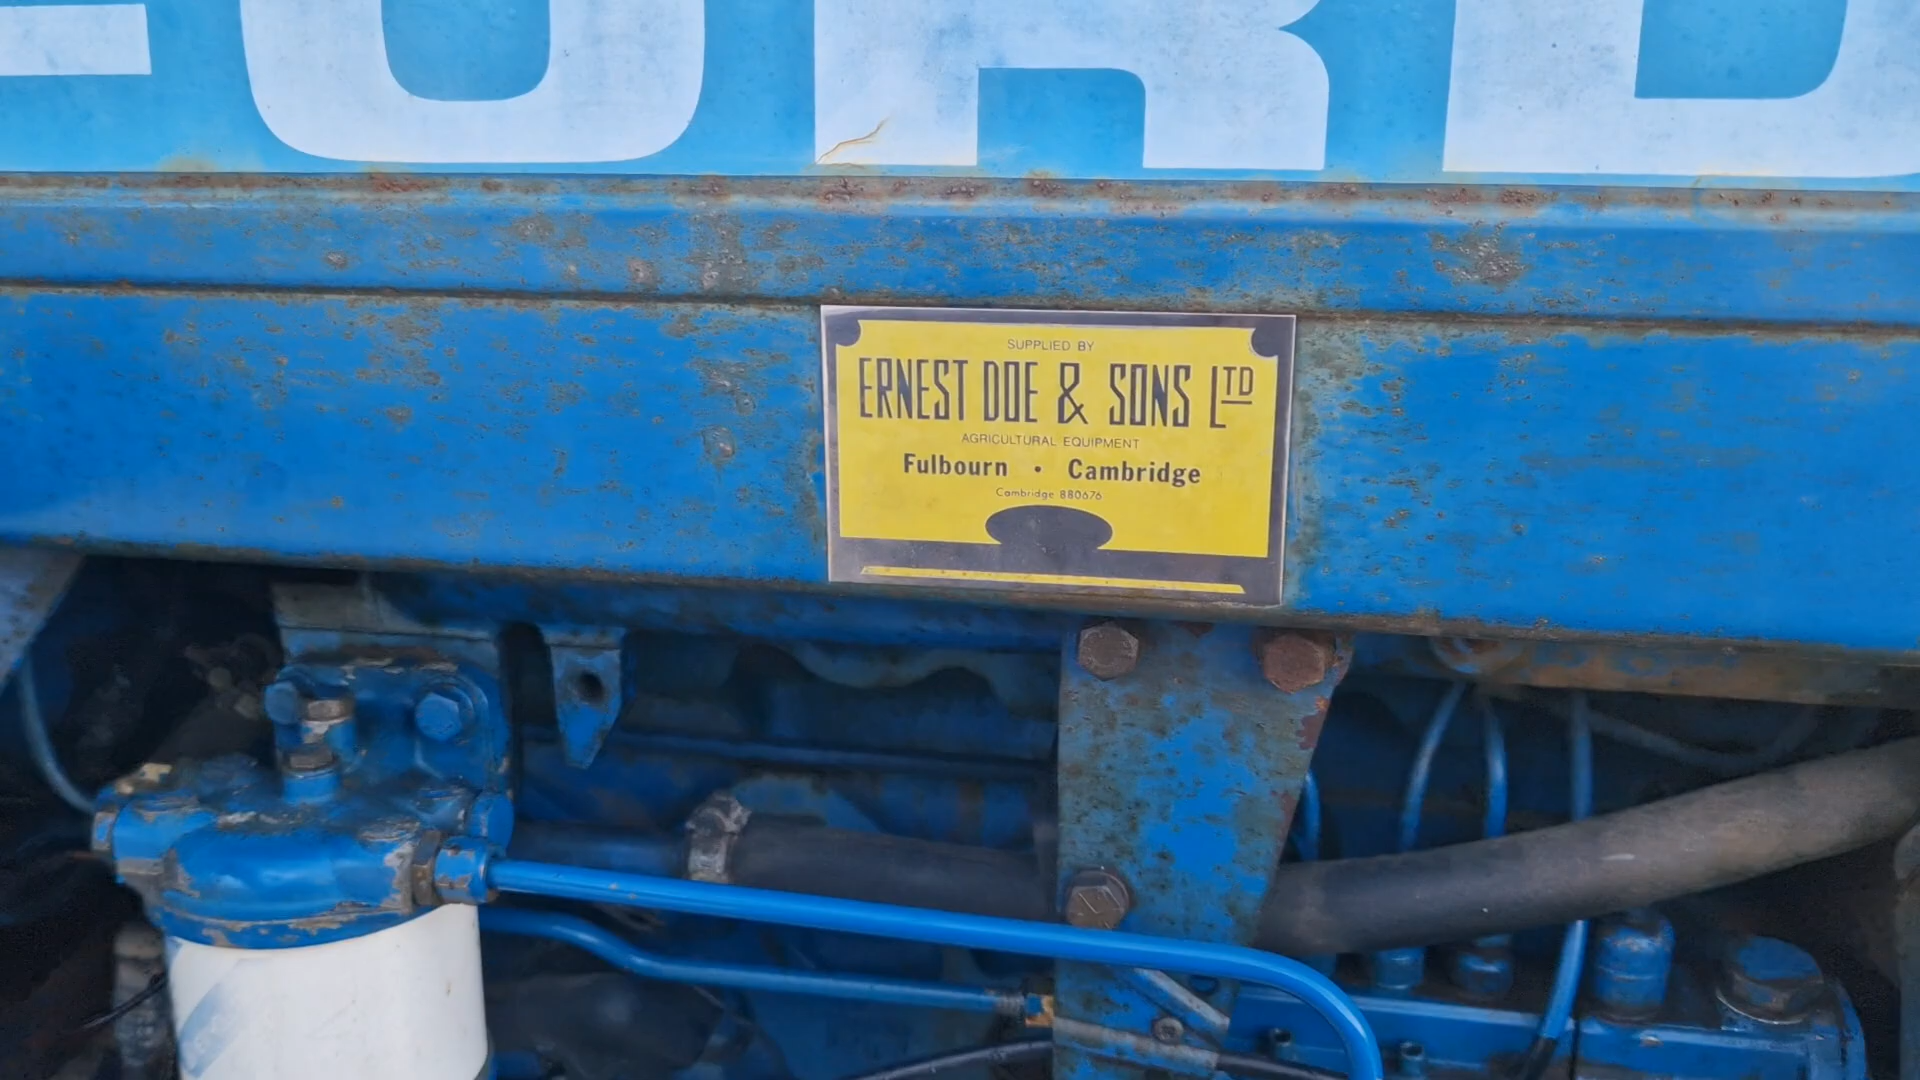 FORD
SUPPLIED BY
ERNEST DOE & SONS LTD
AGRICULTURAL EQUIPMENT
Fulbourn • Cambridge
Cambridge 880676